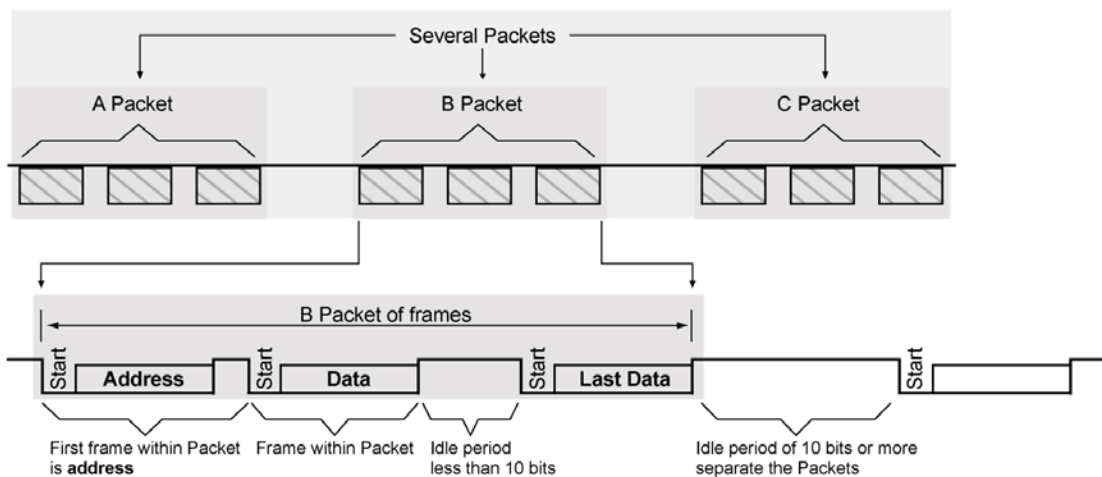 Several Packets
A Packet
B Packet
C Packet
B Packet of frames
Start
Address
Start
Data
Start
Last Data
Start
First frame within Packet
is address
Frame within Packet
Idle period
less than 10 bits
Idle period of 10 bits or more
separate the Packets